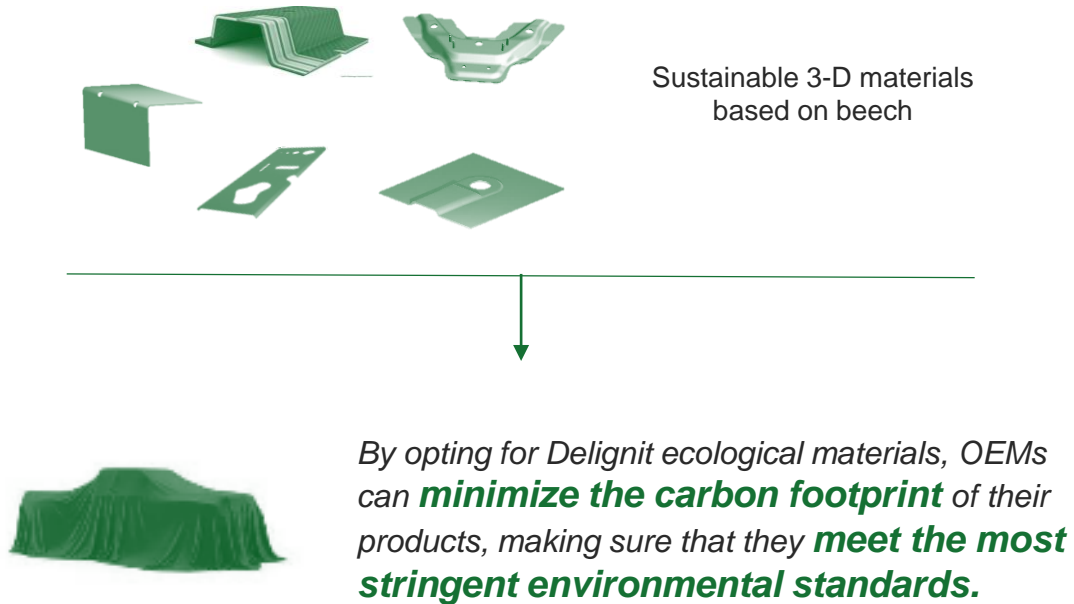 Sustainable 3-D materials
based on beech
By opting for Delignit ecological materials, OEMs
can minimize the carbon footprint of their
products, making sure that they meet the most
stringent environmental standards.